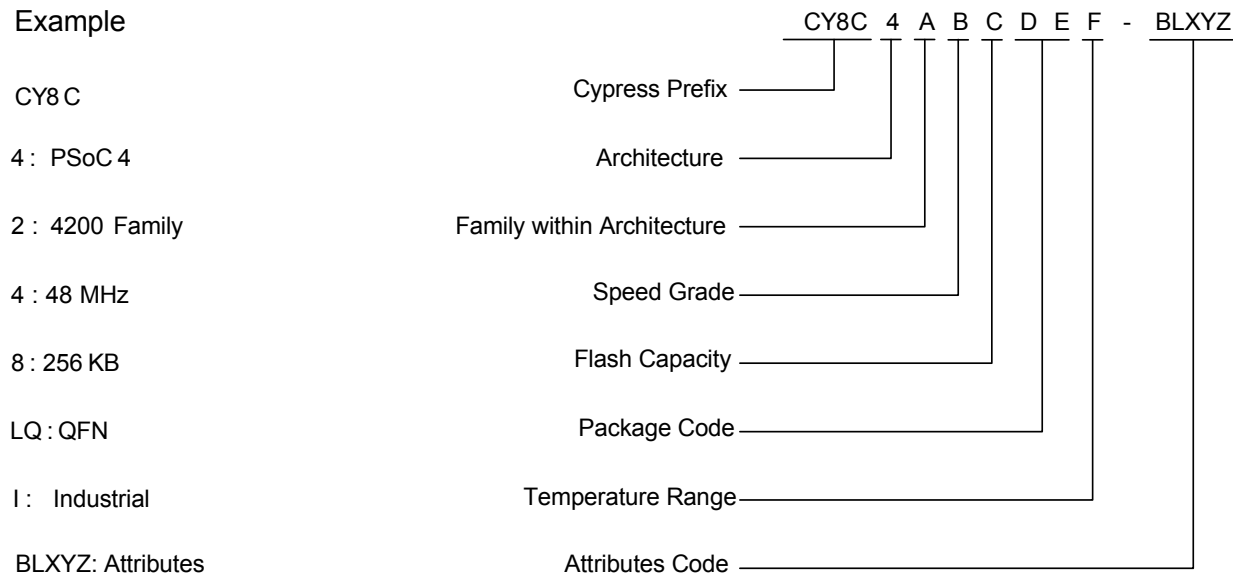 Example CY8C 4 A B C D E F - BLXYZ
CY8 C Cypress Prefix
4 : PSoC 4 Architecture
2 : 4200 Family Family within Architecture
4 : 48 MHz Speed Grade
8 : 256 KB Flash Capacity
LQ : QFN Package Code
I : Industrial Temperature Range
BLXYZ: Attributes Attributes Code